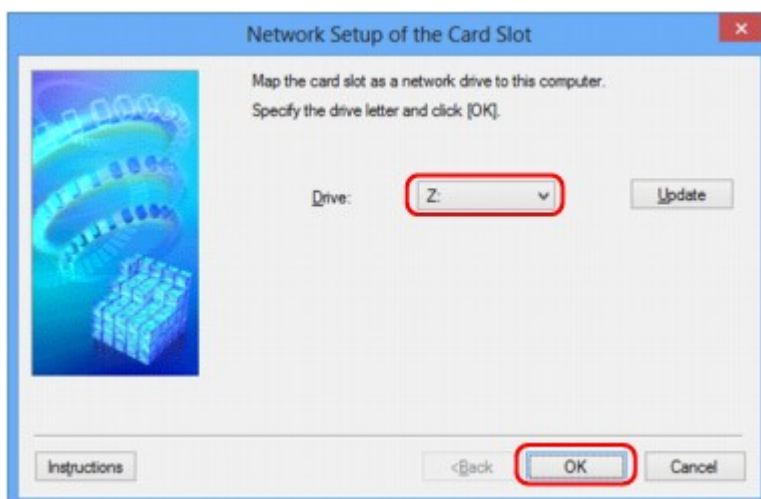 Network Setup of the Card Slot
Map the card slot as a network drive to this computer.
Specify the drive letter and click [OK].
Drive: Z: Update
Instructions <Back OK Cancel